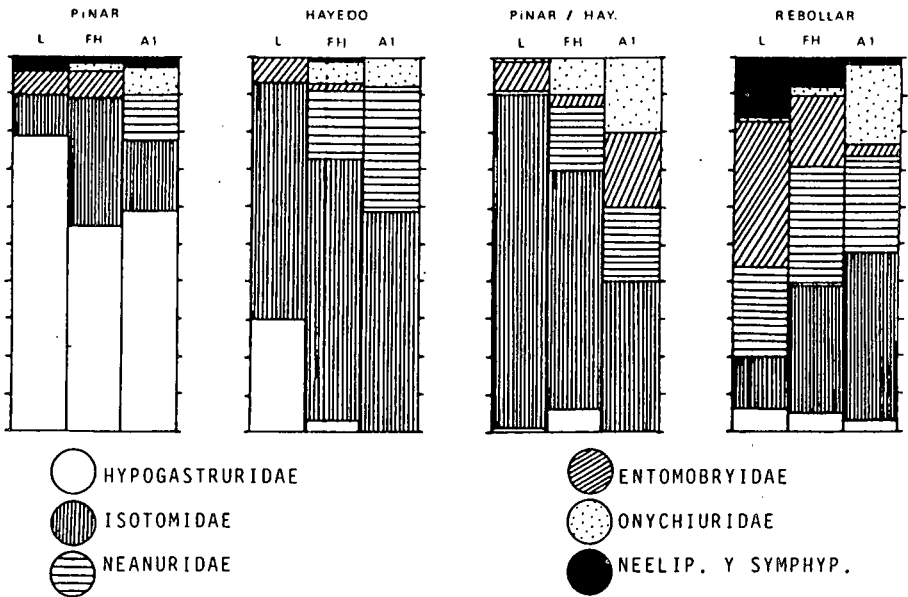 PiNAR HAYEDO PiNAR / HAY. REBOLLAR
L FH A1 L FH A1 L FH A1 L FH A1
HYPOGASTRURIDAE ENTOMOBRYIDAE
ISOTOMIDAE ONYCHIURIDAE
NEANURIDAE NEELIP. Y SYMPHYP.